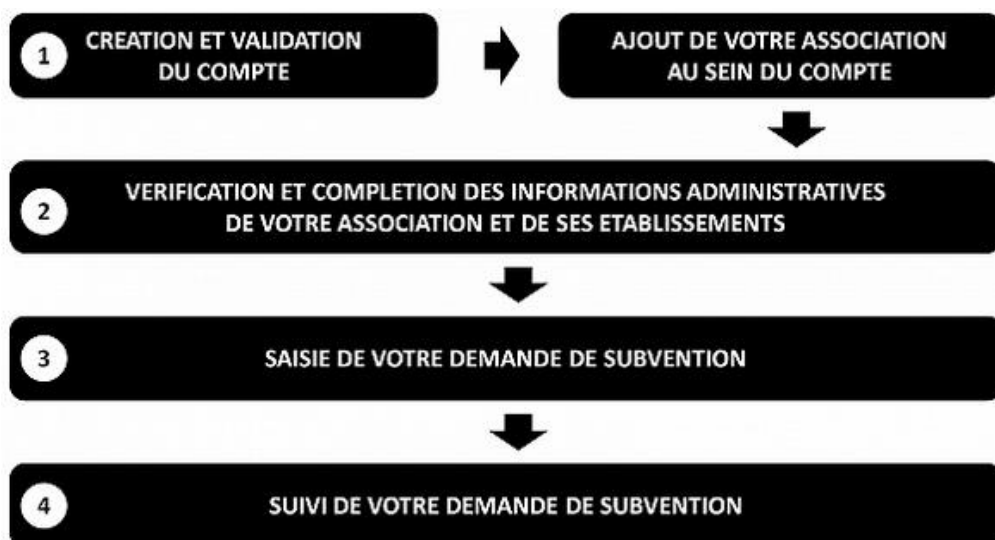 1
CREATION ET VALIDATION
DU COMPTE
AJOUT DE VOTRE ASSOCIATION
AU SEIN DU COMPTE
2
VERIFICATION ET COMPLETION DES INFORMATIONS ADMINISTRATIVES
DE VOTRE ASSOCIATION ET DE SES ETABLISSEMENTS
3
SAISIE DE VOTRE DEMANDE DE SUBVENTION
4
SUIVI DE VOTRE DEMANDE DE SUBVENTION